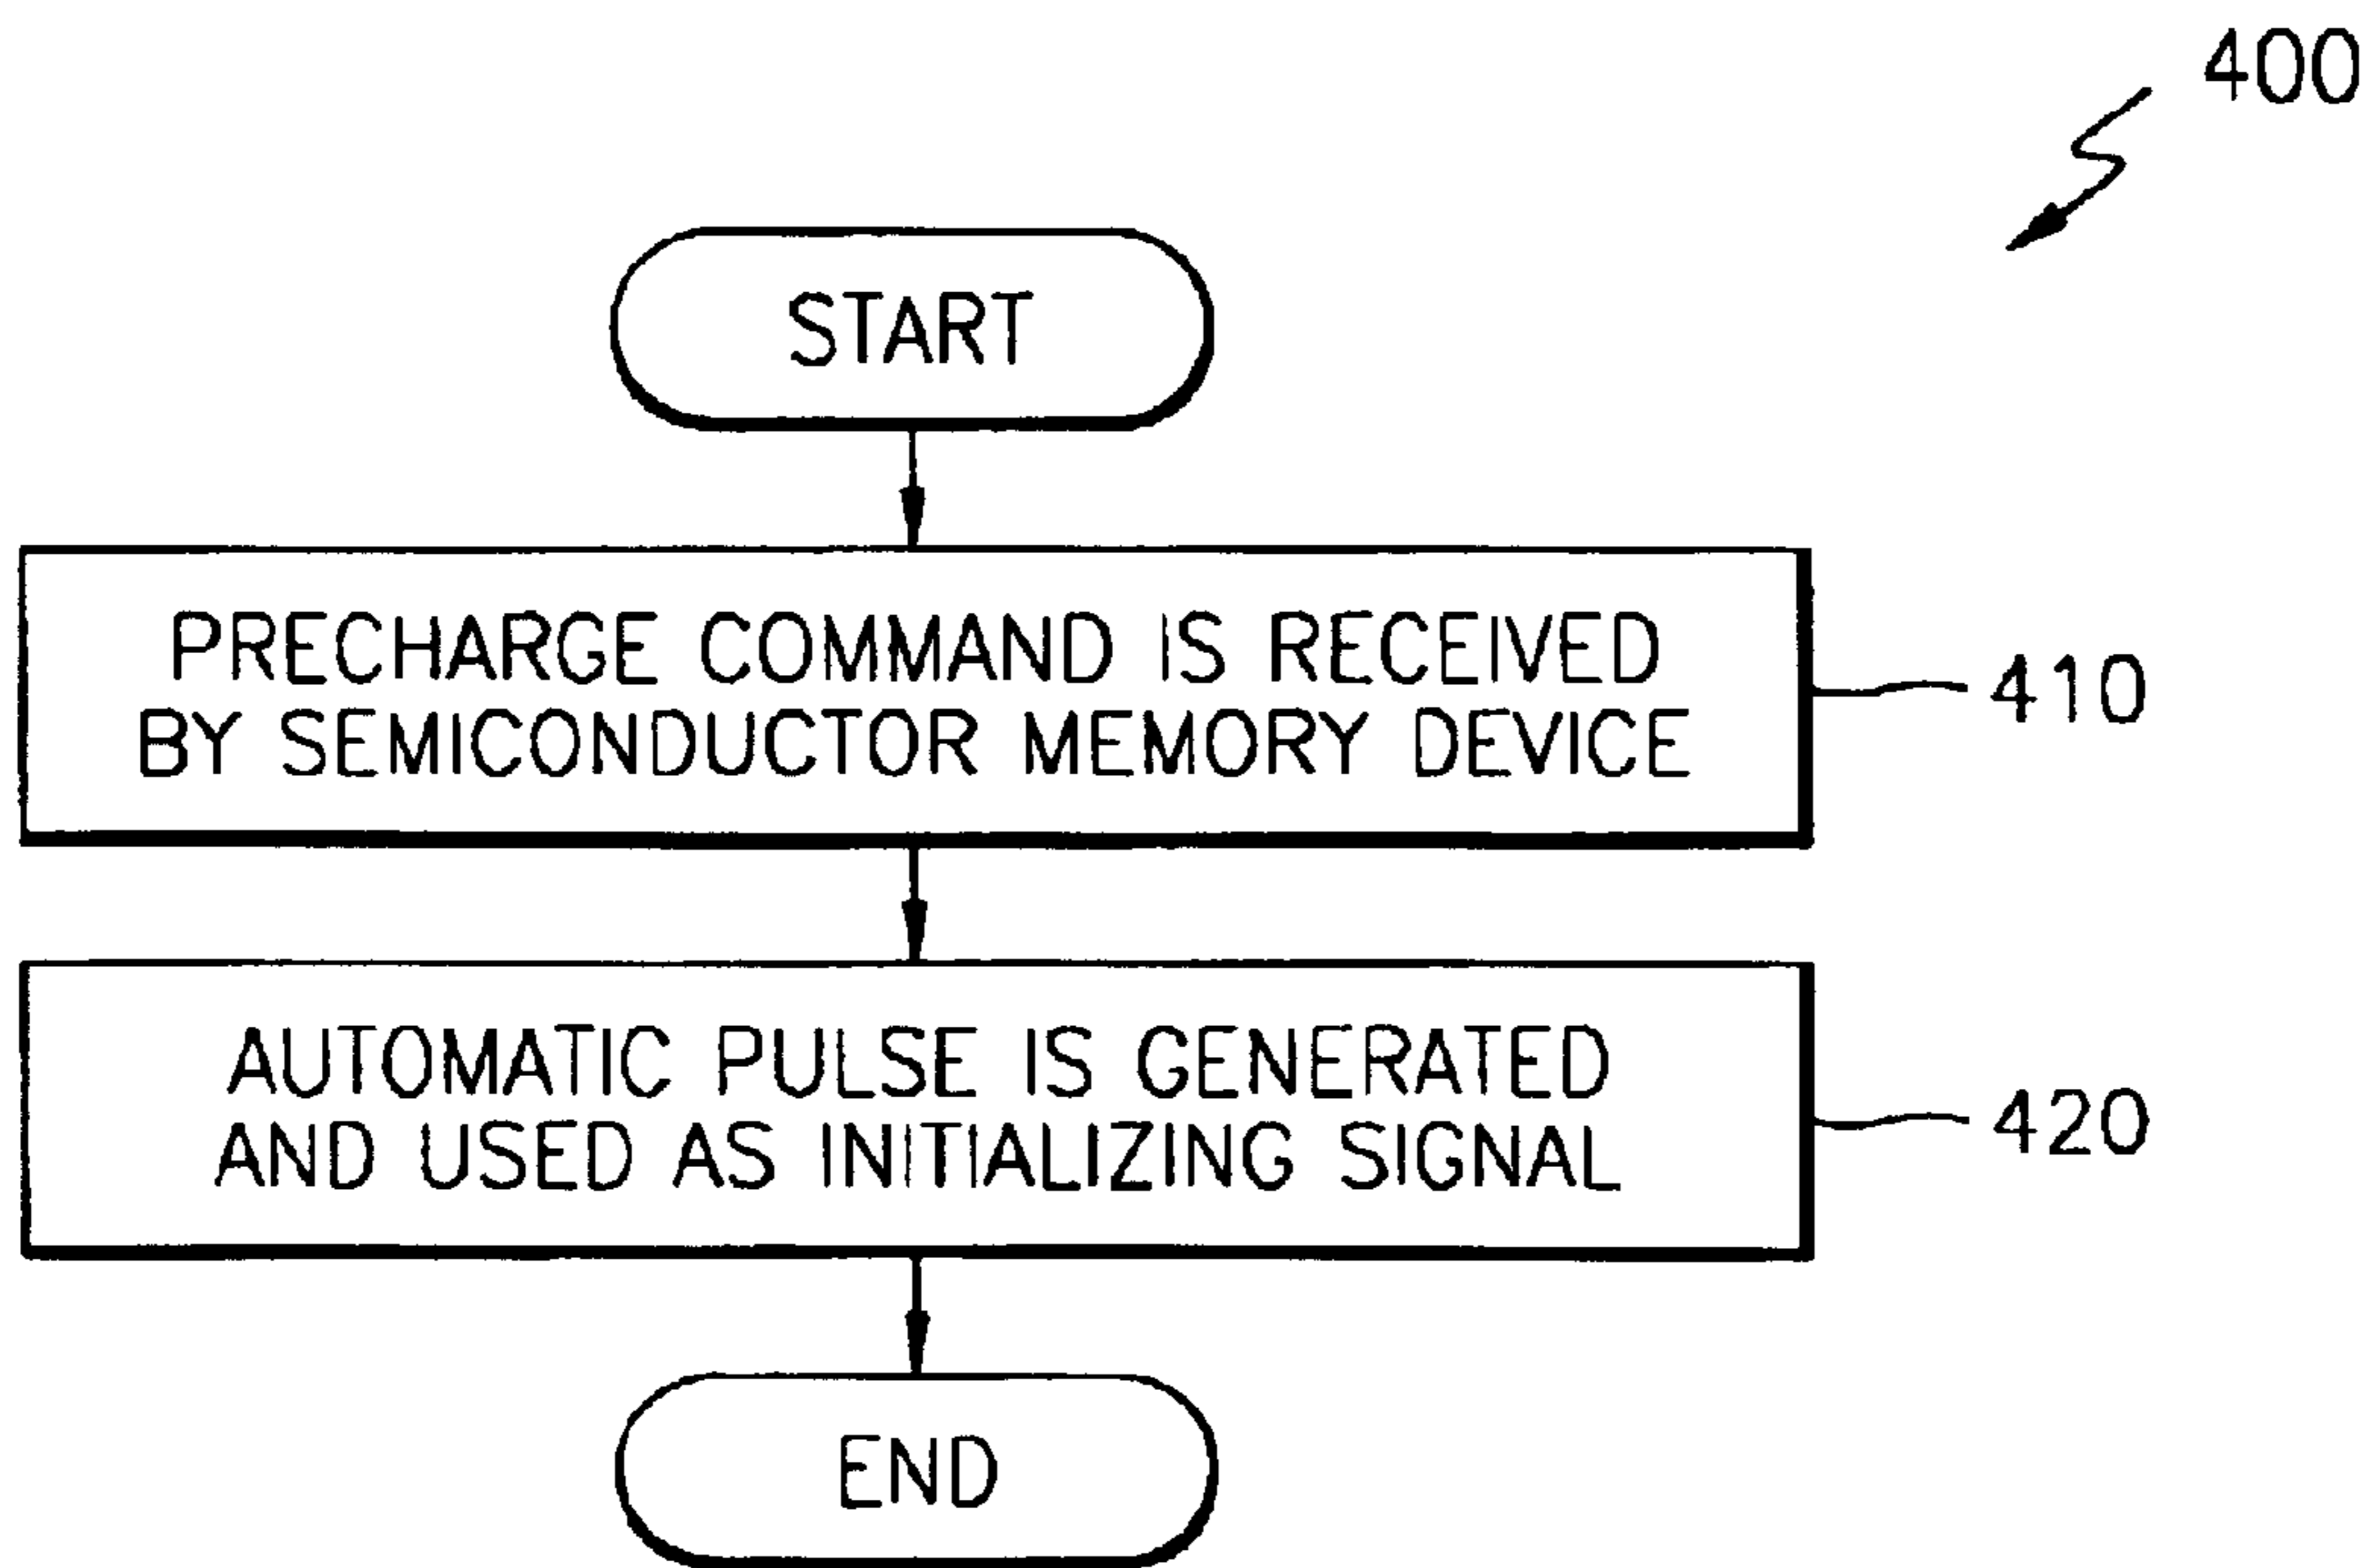 400
START
PRECHARGE COMMAND IS RECEIVED
BY SEMICONDUCTOR MEMORY DEVICE
410
AUTOMATIC PULSE IS GENERATED
AND USED AS INITIALIZING SIGNAL
420
END